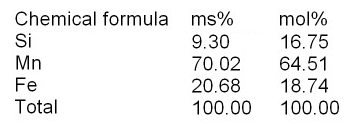 Chemical formula ms% mol%
Si 9.30 16.75
Mn 70.02 64.51
Fe 20.68 18.74
Total 100.00 100.00